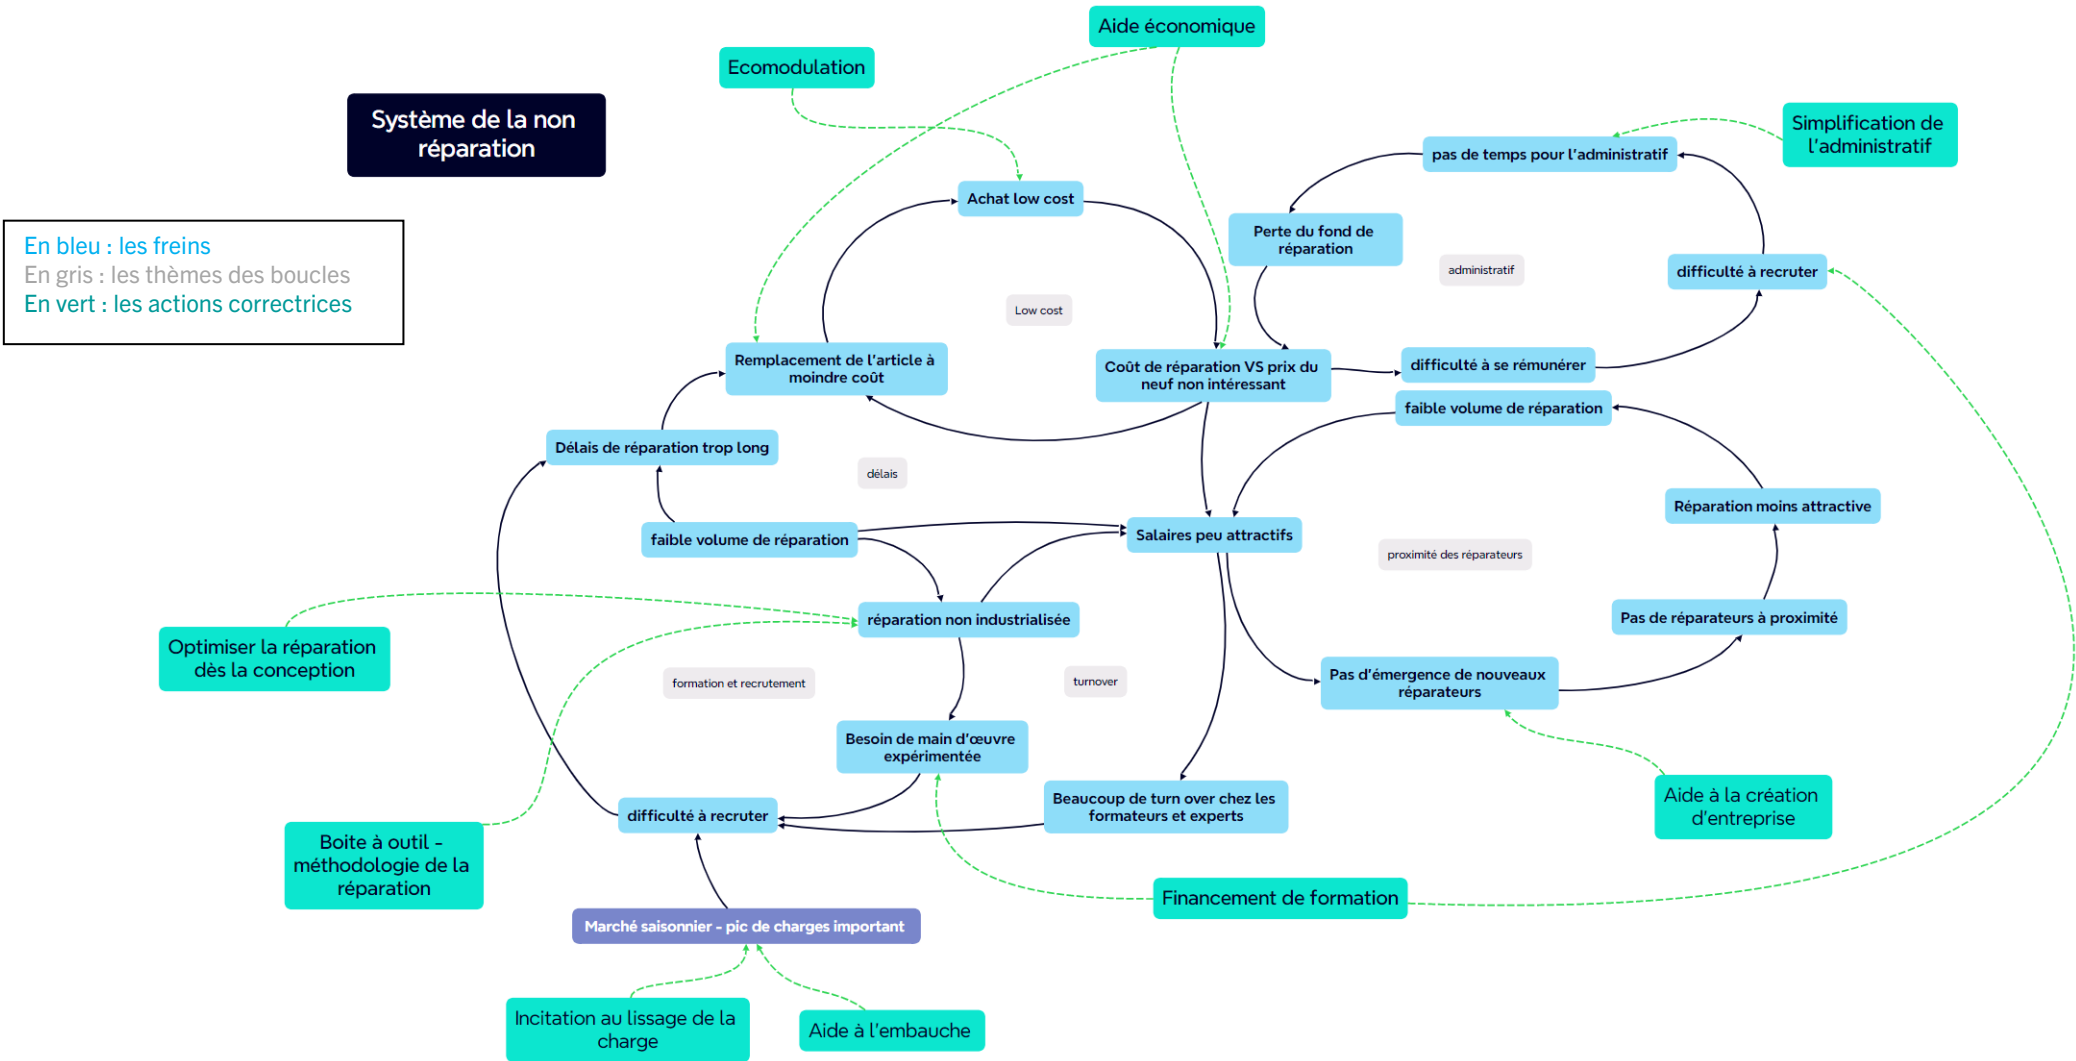 Aide économique
Ecomodulation
Système de la non
réparation
Simplification de
l'administratif
pas de temps pour l'administratif
Achat low cost
Perte du fond de
réparation
En bleu : les freins
En gris : les thèmes des boucles
En vert : les actions correctrices
administratif
difficulté à recruter
Low cost
Remplacement de l'article à
moindre coût
Coût de réparation VS prix du
neuf non intéressant
difficulté à se rémunérer
faible volume de réparation
Délais de réparation trop long
délais
Réparation moins attractive
faible volume de réparation
Salaires peu attractifs
proximité des réparateurs
réparation non industrialisée
Pas de réparateurs à proximité
Optimiser la réparation
dès la conception
formation et recrutement
turnover
Pas d'émergence de nouveaux
réparateurs
Besoin de main d'œuvre
expérimentée
difficulté à recruter
Beaucoup de turn over chez les
formateurs et experts
Aide à la création
d'entreprise
Boite à outil -
méthodologie de la
réparation
Financement de formation
Marché saisonnier - pic de charges important
Incitation au lissage de la
charge
Aide à l'embauche